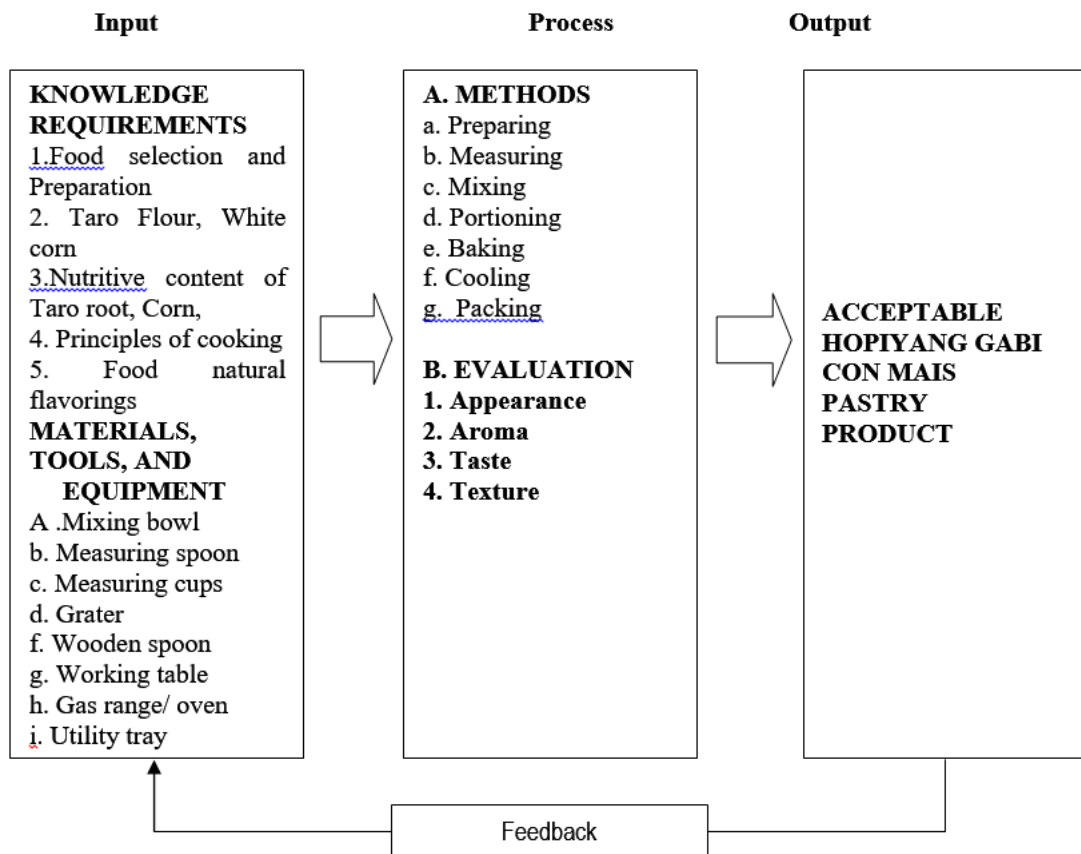 Input
Process
Output
KNOWLEDGE
REQUIREMENTS
1.Food selection and
Preparation
2. Taro Flour, White
corn
3.Nutritive content of
Taro root, Corn,
4. Principles of cooking
5. Food natural
flavorings
MATERIALS,
TOOLS, AND
EQUIPMENT
A .Mixing bowl
b. Measuring spoon
c. Measuring cups
d. Grater
f. Wooden spoon
g. Working table
h. Gas range/ oven
i. Utility tray
A. METHODS
a. Preparing
b. Measuring
c. Mixing
d. Portioning
e. Baking
f. Cooling
g. Packing
B. EVALUATION
1. Appearance
2. Aroma
3. Taste
4. Texture
ACCEPTABLE
HOPIYANG GABI
CON MAIS
PASTRY
PRODUCT
Feedback